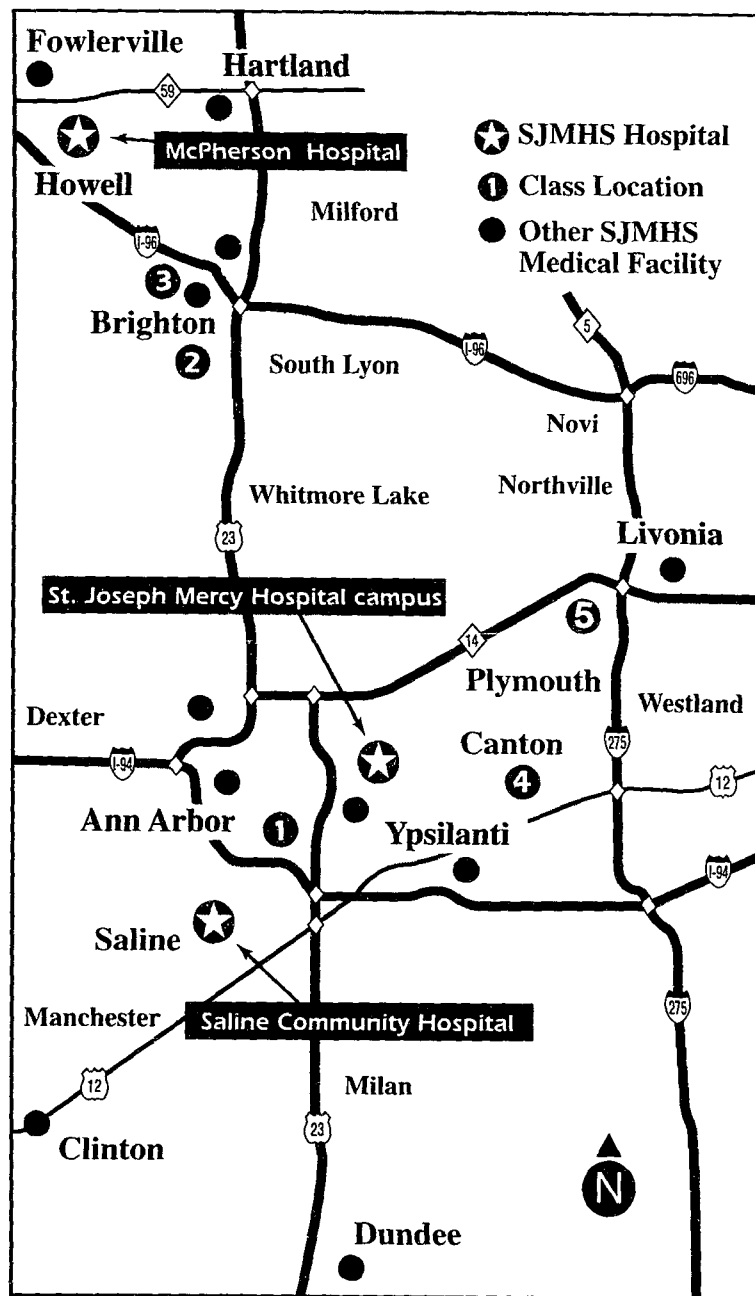 Fowlerville
Hartland
59
McPherson Hospital
SJMHS Hospital
1 Class Location
Other SJMHS
Medical Facility
Howell
Milford
I-96
3
Brighton
2
South Lyon
I-96
5
696
Novi
Northville
Whitmore Lake
23
Livonia
St. Joseph Mercy Hospital campus
5
14
Plymouth
Westland
Dexter
Canton
275
I-94
4
12
Ann Arbor
1
Ypsilanti
I-94
Saline
Manchester
Saline Community Hospital
275
12
Milan
23
Clinton
N
Dundee